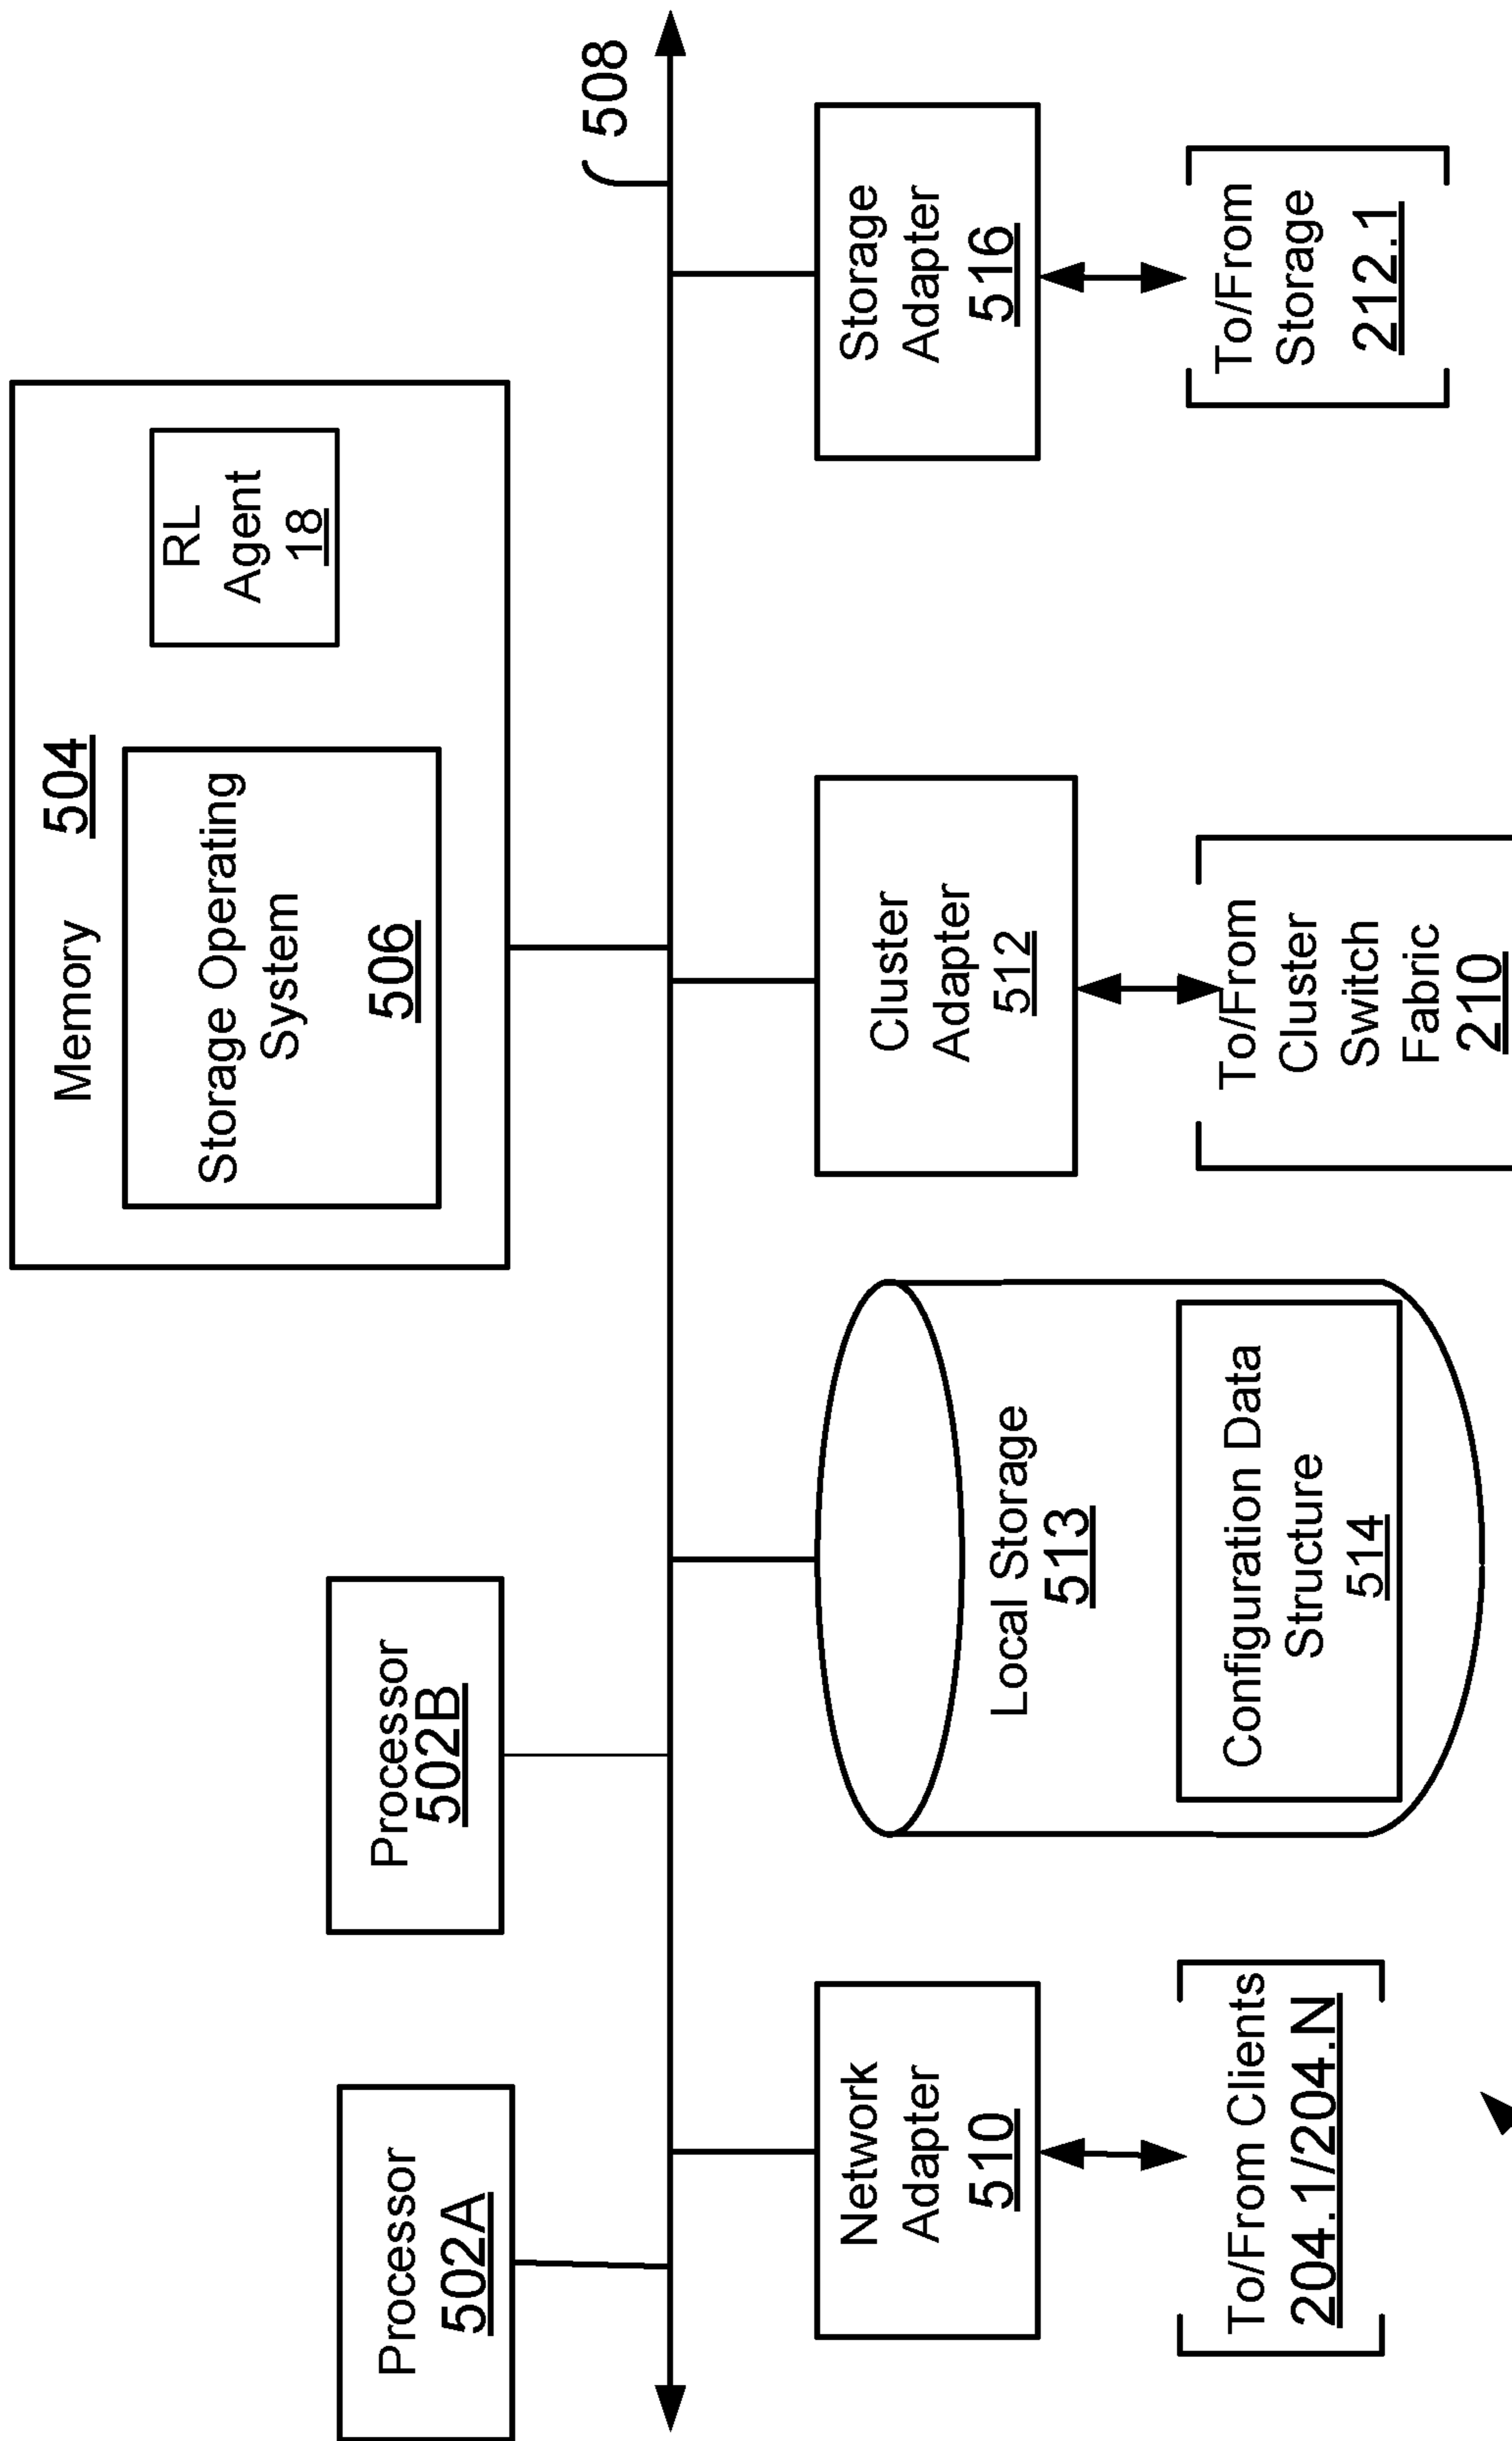 Processor
502A
Processor
502B
Memory 504
Storage Operating
System
506
RL
Agent
18
508
Network
Adapter
510
Local Storage
513
Configuration Data
Structure
514
Cluster
Adapter
512
Storage
Adapter
516
To/From Clients
204.1/204.N
To/From
Cluster
Switch
Fabric
210
To/From
Storage
212.1